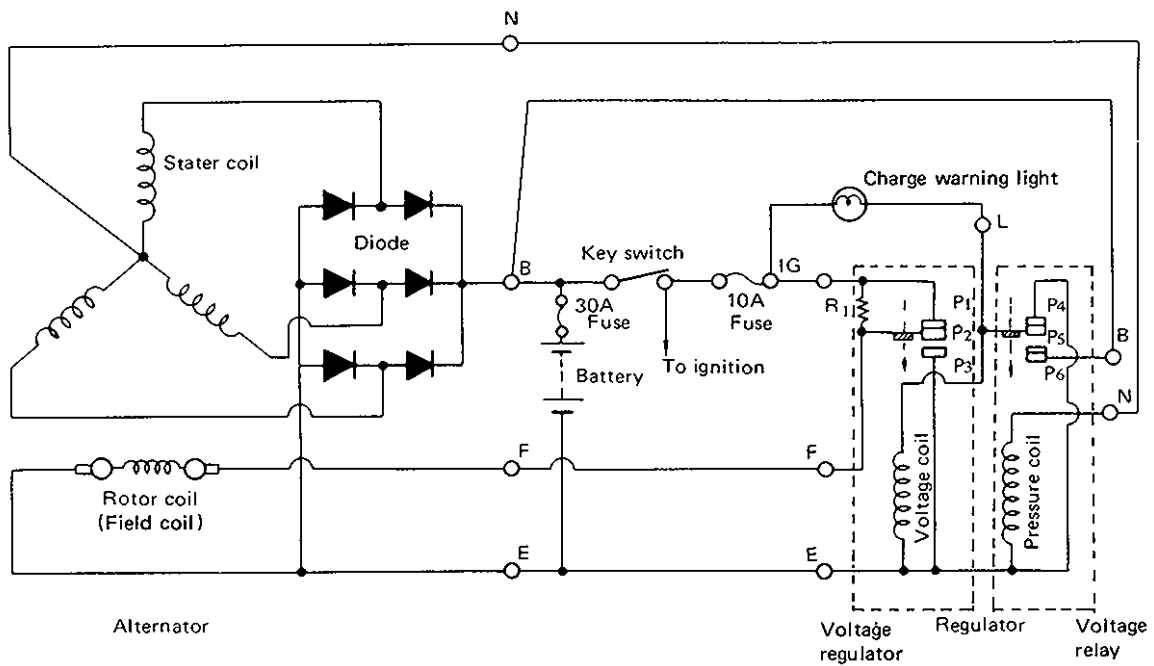 N
Stater coil
Charge warning light
L
Diode
Key switch
B
IG
30A
Fuse
10A
Fuse
R1
P1
P2
P3
P4
P5
P6
B
N
To ignition
Battery
F
F
Rotor coil
(Field coil)
Voltage coil
Pressure coil
E
E
Alternator
Voltage
regulator
Regulator
Voltage
relay